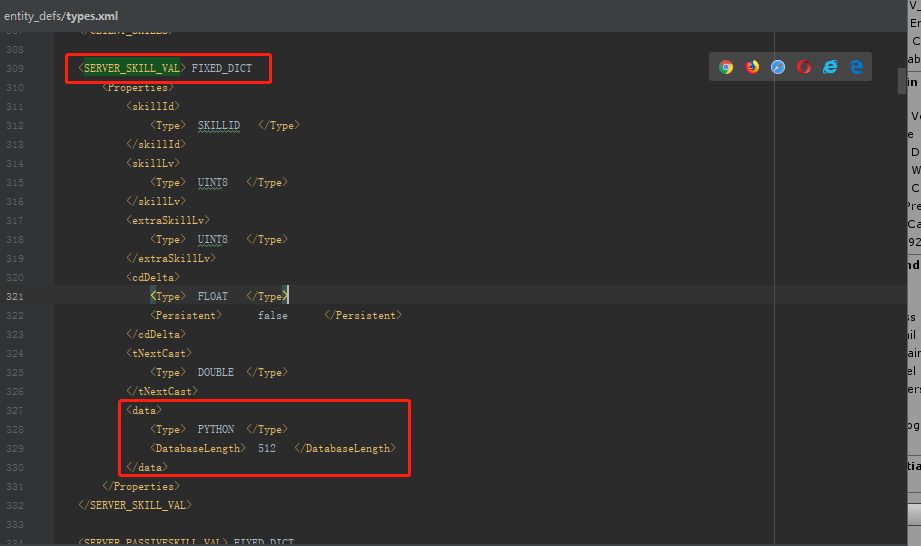 entity_defs/types.xml
308
309 <SERVER_SKILL_VAL> FIXED_DICT
310 <Properties>
311 <skillId>
312 <Type> SKILLID </Type>
313 </skillId>
314 <skillLv>
315 <Type> UINT8 </Type>
316 </skillLv>
317 <extraSkillLv>
318 <Type> UINT8 </Type>
319 </extraSkillLv>
320 <cdDelta>
321 <Type> FLOAT </Type>
322 <Persistent> false </Persistent>
323 </cdDelta>
324 <tNextCast>
325 <Type> DOUBLE </Type>
326 </tNextCast>
327 <data>
328 <Type> PYTHON </Type>
329 <DatabaseLength> 512 </DatabaseLength>
330 </data>
331 </Properties>
332 </SERVER_SKILL_VAL>
333
334 <SERVER_PASSIVESKILL_VAL> FIXED_DICT